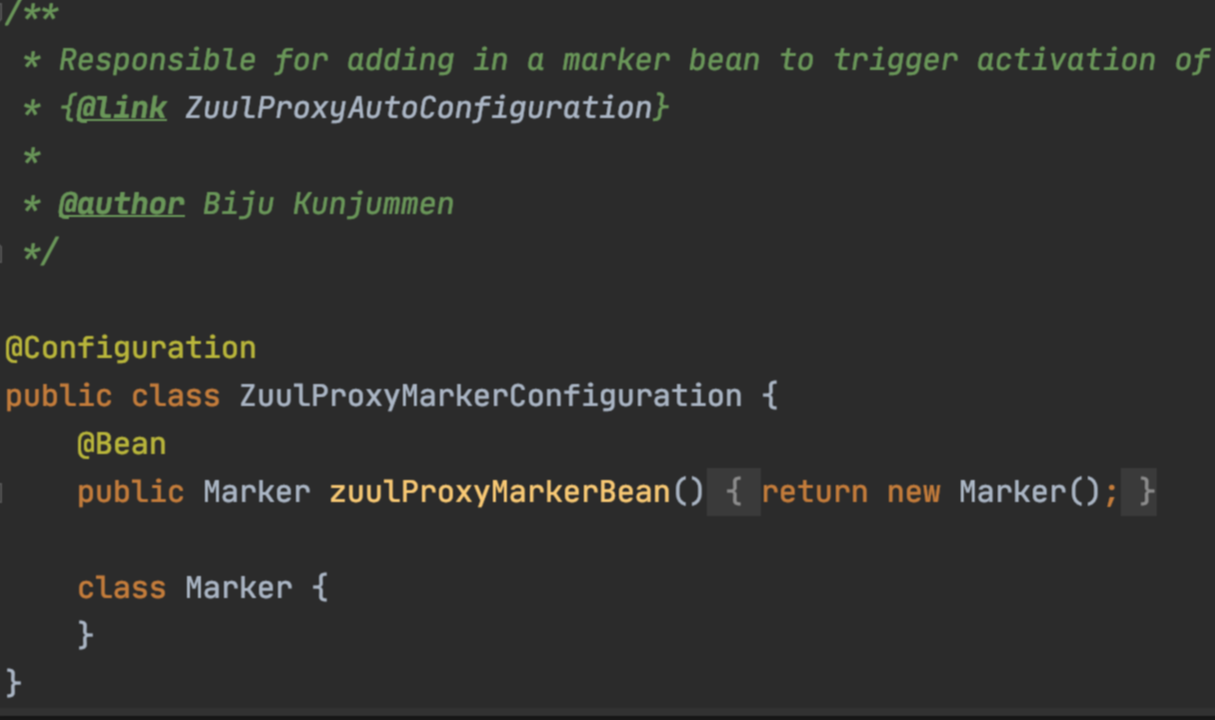 /**
 * Responsible for adding in a marker bean to trigger activation of
 * {@link ZuulProxyAutoConfiguration}
 *
 * @author Biju Kunjummen
 */

@Configuration
public class ZuulProxyMarkerConfiguration {
    @Bean
    public Marker zuulProxyMarkerBean() { return new Marker(); }

    class Marker {
    }
}